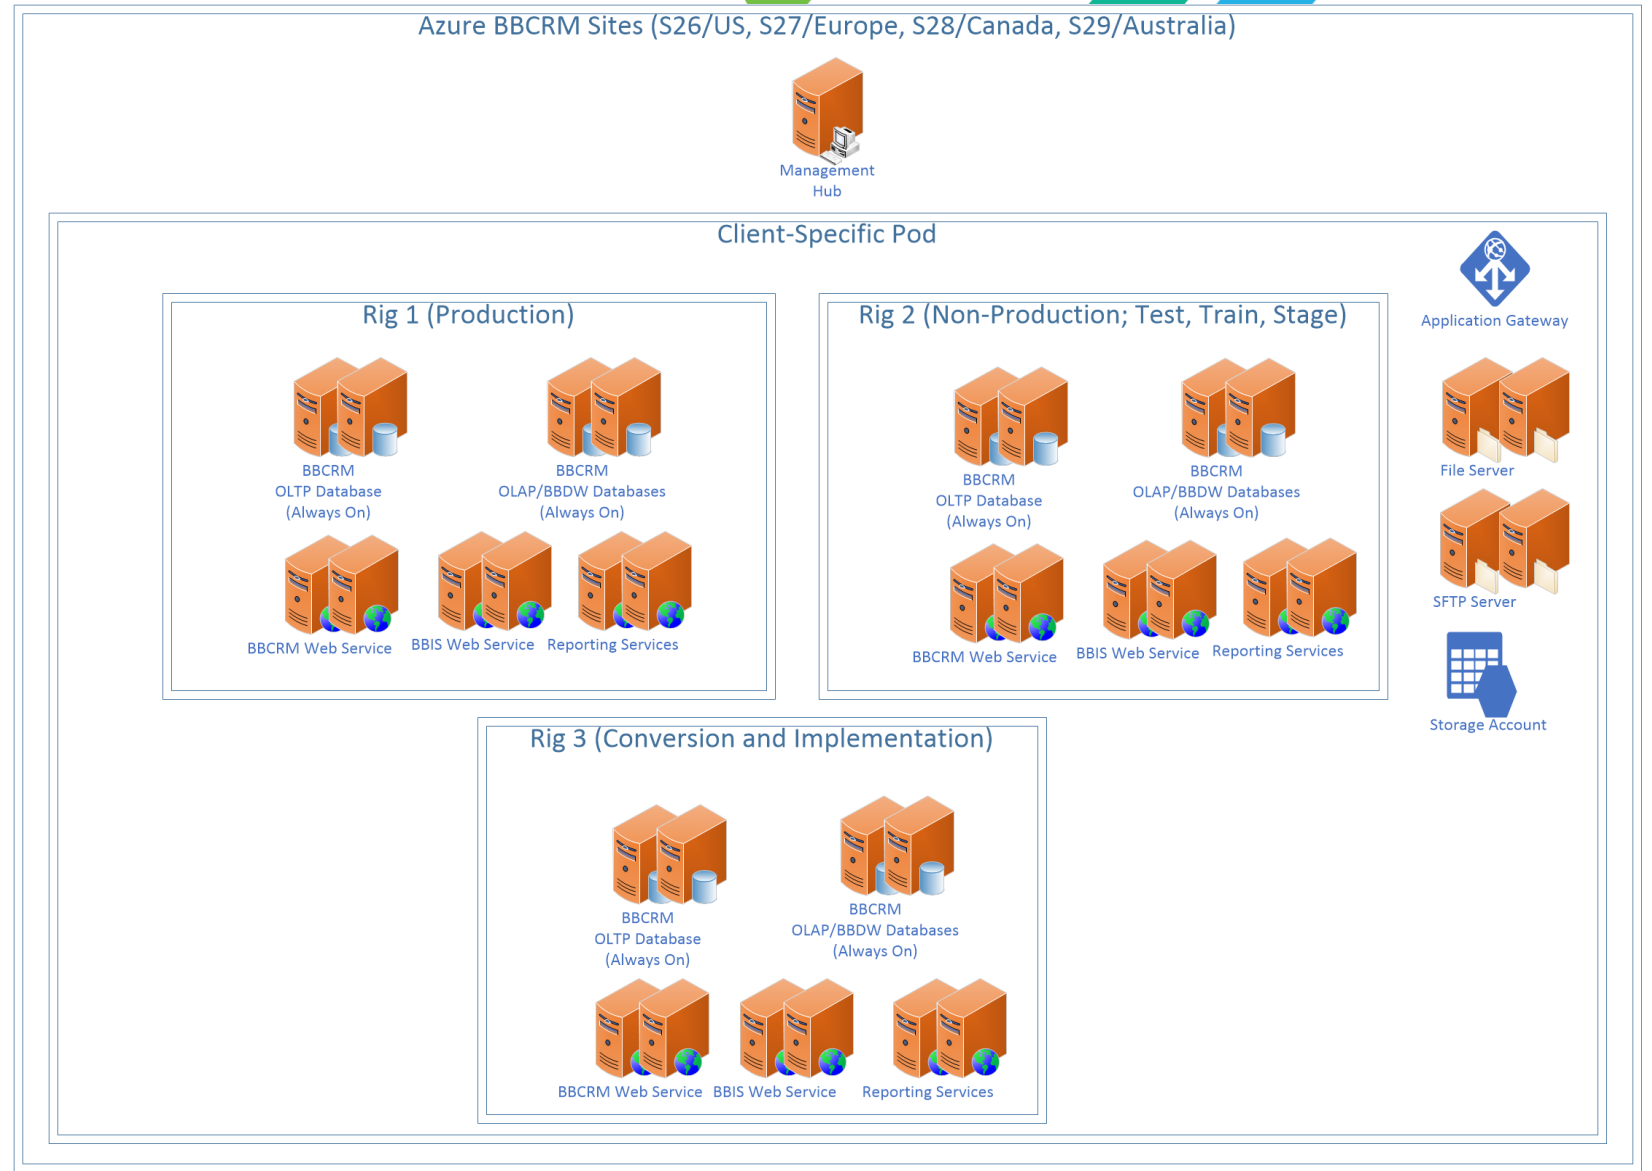 Azure BBCRM Sites (S26/US, S27/Europe, S28/Canada, S29/Australia)
Management
Hub
Client-Specific Pod
Application Gateway
Rig 1 (Production)
BBCRM
OLTP Database
(Always On)
BBCRM
OLAP/BBDW Databases
(Always On)
BBCRM Web Service
BBIS Web Service
Reporting Services
Rig 2 (Non-Production; Test, Train, Stage)
BBCRM
OLTP Database
(Always On)
BBCRM
OLAP/BBDW Databases
(Always On)
BBCRM Web Service
BBIS Web Service
Reporting Services
File Server
SFTP Server
Storage Account
Rig 3 (Conversion and Implementation)
BBCRM
OLTP Database
(Always On)
BBCRM
OLAP/BBDW Databases
(Always On)
BBCRM Web Service
BBIS Web Service
Reporting Services